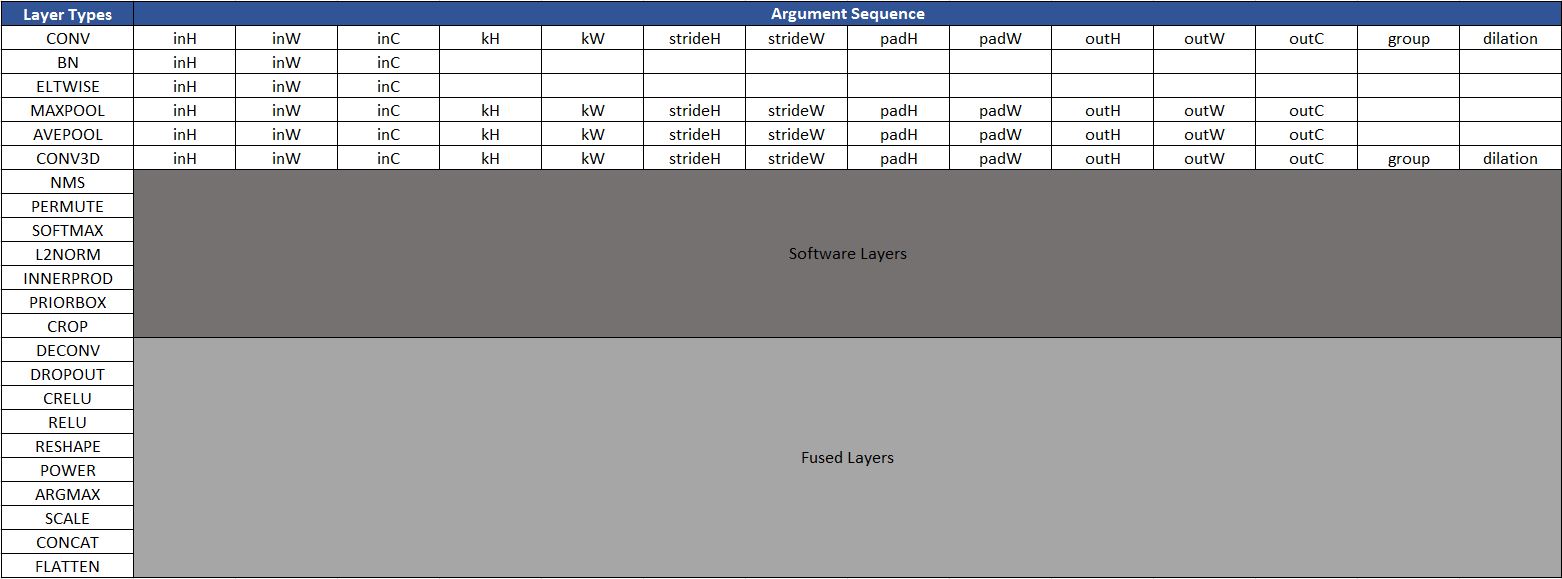 Layer Types Argument Sequence
CONV inH inW inC kH kW strideH strideW padH padW outH outW outC group dilation
BN inH inW inC
ELTWISE inH inW inC
MAXPOOL inH inW inC kH kW strideH strideW padH padW outH outW outC
AVEPOOL inH inW inC kH kW strideH strideW padH padW outH outW outC
CONV3D inH inW inC kH kW strideH strideW padH padW outH outW outC group dilation
NMS
PERMUTE
SOFTMAX
L2NORM Software Layers
INNERPROD
PRIORBOX
CROP
DECONV
DROPOUT
CRELU
RELU
RESHAPE
Fused Layers
POWER
ARGMAX
SCALE
CONCAT
FLATTEN